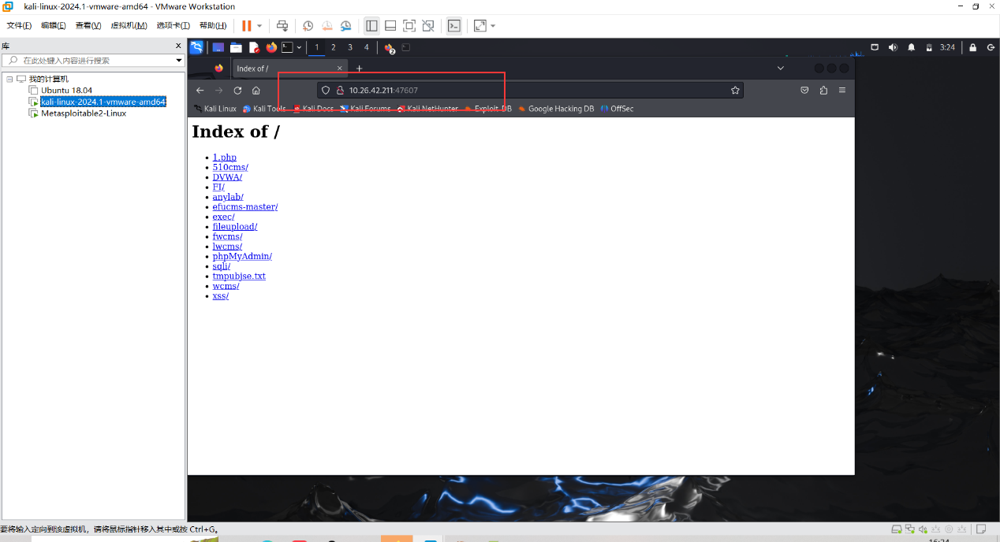 kali-linux-2024.1-vmware-amd64 - VMware Workstation
文件(F) 编辑(E) 查看(V) 虚拟机(M) 选项卡(T) 帮助(H)
库
在此处键入内容进行搜索
我的计算机
Ubuntu 18.04
kali-linux-2024.1-vmware-amd64
Metasploitable2-Linux
1 2 3 4
2
3:24
Index of /
10.26.42.211:47607
Kali Linux Kali Tools Kali Docs Kali Forums Kali NetHunter Exploit-DB Google Hacking DB OffSec
Index of /
1.php
510cms/
DVWA/
FI/
anylab/
efucms-master/
exec/
fileupload/
fwcms/
lwcms/
phpMyAdmin/
sqli/
tmpubjse.txt
wcms/
xss/
要将输入定向到该虚拟机，请将鼠标指针移入其中或按 Ctrl+G。